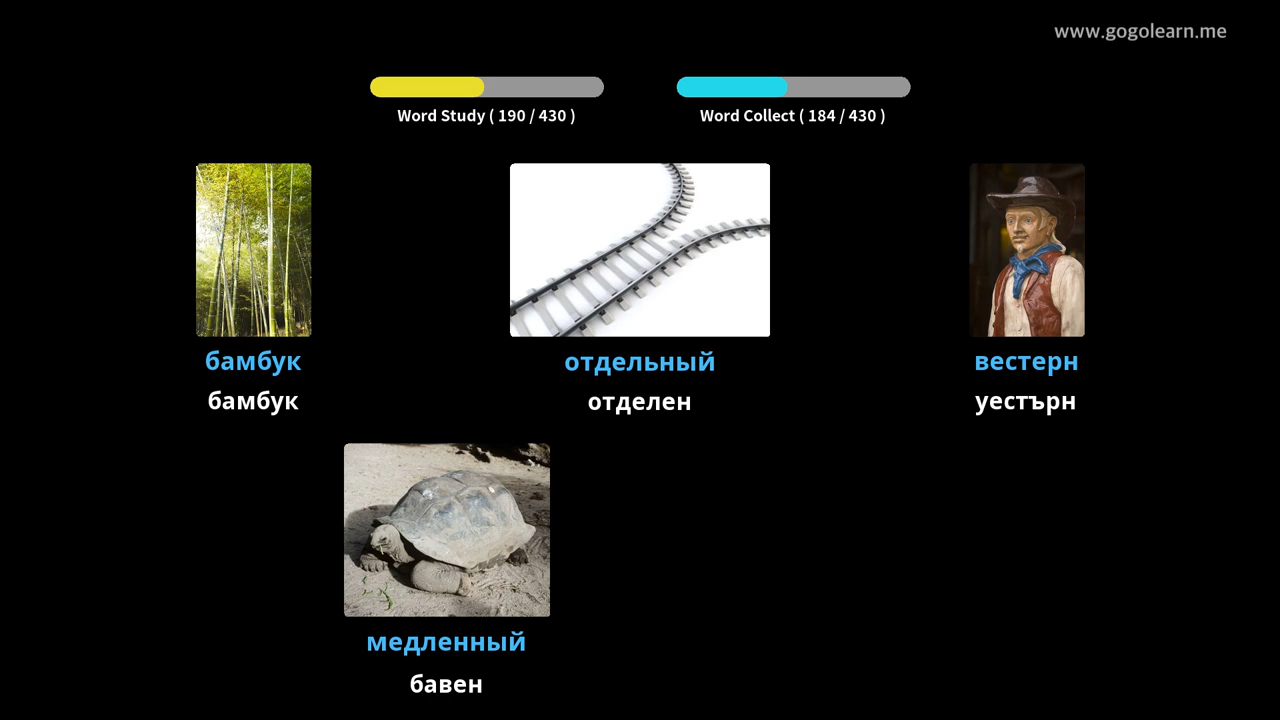 www.gogolearn.me
Word Study ( 190 / 430 )
Word Collect ( 184 / 430 )
бамбук
бамбук
отдельный
отделен
вестерн
уестърн
медленный
бавен